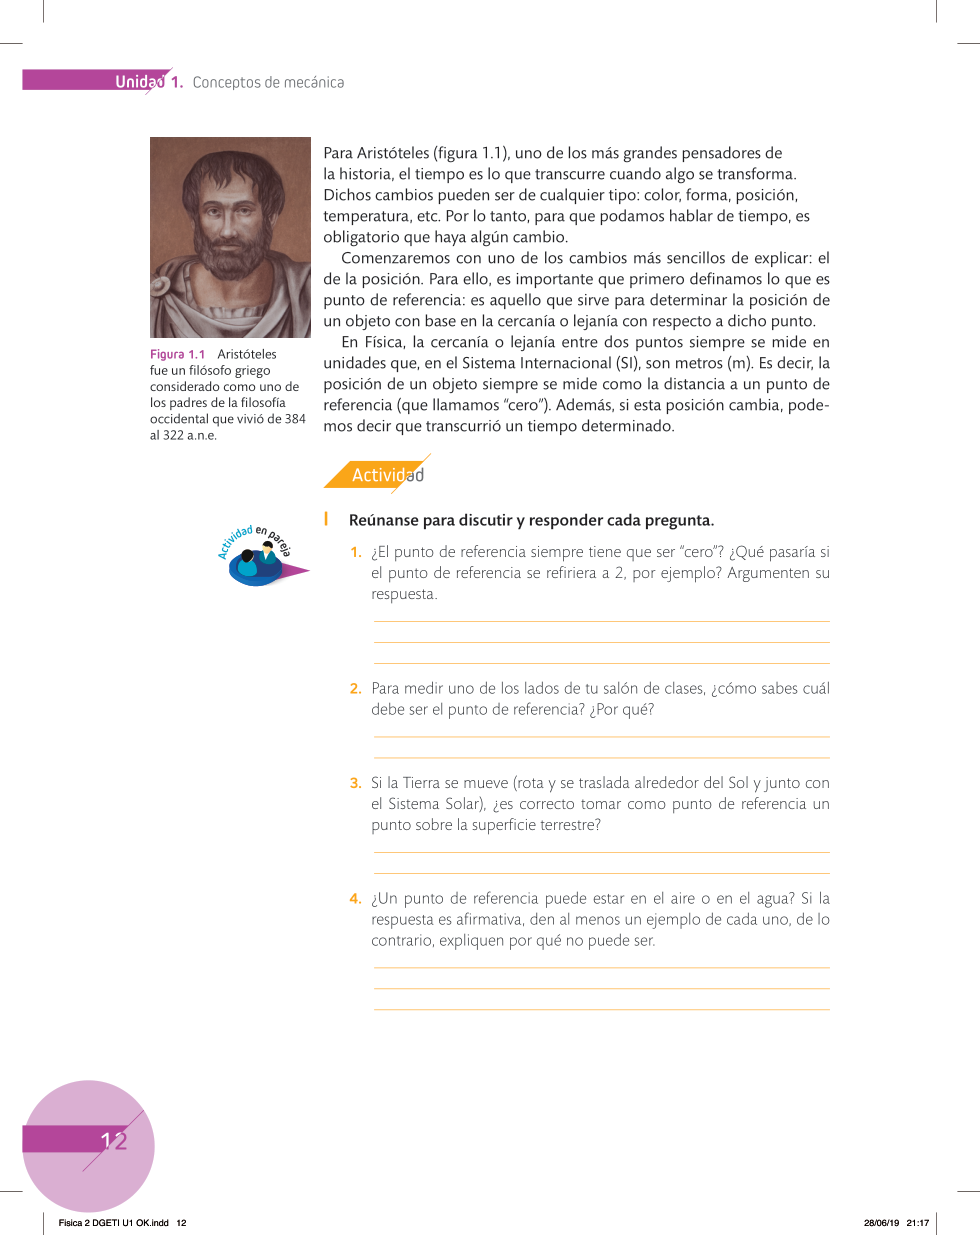 Unidad 1. Conceptos de mecánica
Para Aristóteles (figura 1.1), uno de los más grandes pensadores de
la historia, el tiempo es lo que transcurre cuando algo se transforma.
Dichos cambios pueden ser de cualquier tipo: color, forma, posición,
temperatura, etc. Por lo tanto, para que podamos hablar de tiempo, es
obligatorio que haya algún cambio.
Comenzaremos con uno de los cambios más sencillos de explicar: el
de la posición. Para ello, es importante que primero definamos lo que es
punto de referencia: es aquello que sirve para determinar la posición de
un objeto con base en la cercanía o lejanía con respecto a dicho punto.
En Física, la cercanía o lejanía entre dos puntos siempre se mide en
unidades que, en el Sistema Internacional (SI), son metros (m). Es decir, la
posición de un objeto siempre se mide como la distancia a un punto de
referencia (que llamamos “cero”). Además, si esta posición cambia, pode-
mos decir que transcurrió un tiempo determinado.
Figura 1.1 Aristóteles
fue un filósofo griego
considerado como uno de
los padres de la filosofía
occidental que vivió de 384
al 322 a.n.e.
Actividad
Actividad en pareja
I Reúnanse para discutir y responder cada pregunta.
1. ¿El punto de referencia siempre tiene que ser “cero”? ¿Qué pasaría si
el punto de referencia se refiriera a 2, por ejemplo? Argumenten su
respuesta.
2. Para medir uno de los lados de tu salón de clases, ¿cómo sabes cuál
debe ser el punto de referencia? ¿Por qué?
3. Si la Tierra se mueve (rota y se traslada alrededor del Sol y junto con
el Sistema Solar), ¿es correcto tomar como punto de referencia un
punto sobre la superficie terrestre?
4. ¿Un punto de referencia puede estar en el aire o en el agua? Si la
respuesta es afirmativa, den al menos un ejemplo de cada uno, de lo
contrario, expliquen por qué no puede ser.
12
Fisica 2 DGETI U1 OK.indd 12
28/06/19 21:17